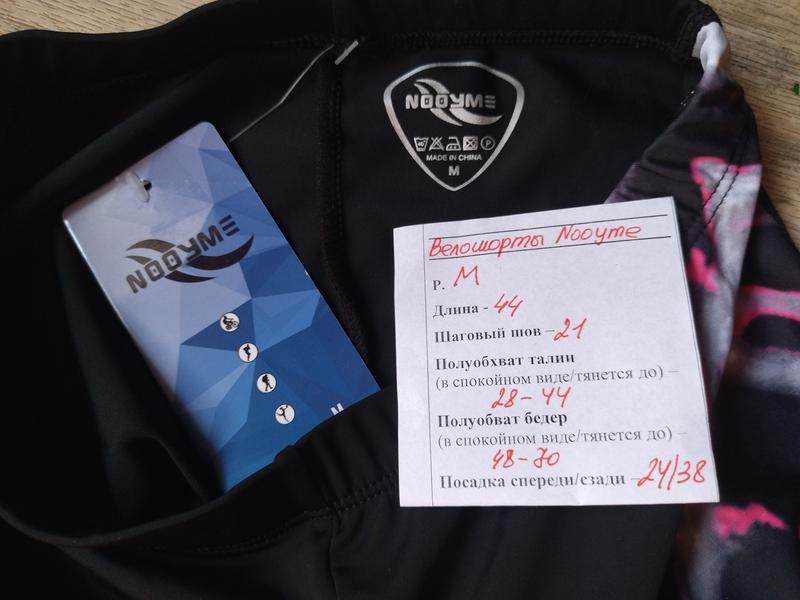 NOOYME
40
MADE IN CHINA
M
NOOYME
M
Велошорты Nooyme
Р. М
Длина - 44
Шаговый шов – 21
Полуобхват талии
(в спокойном виде/тянется до) –
28 - 44
Полуобват бедер
(в спокойном виде/тянется до) –
48 - 70
Посадка спереди/сзади – 24/38